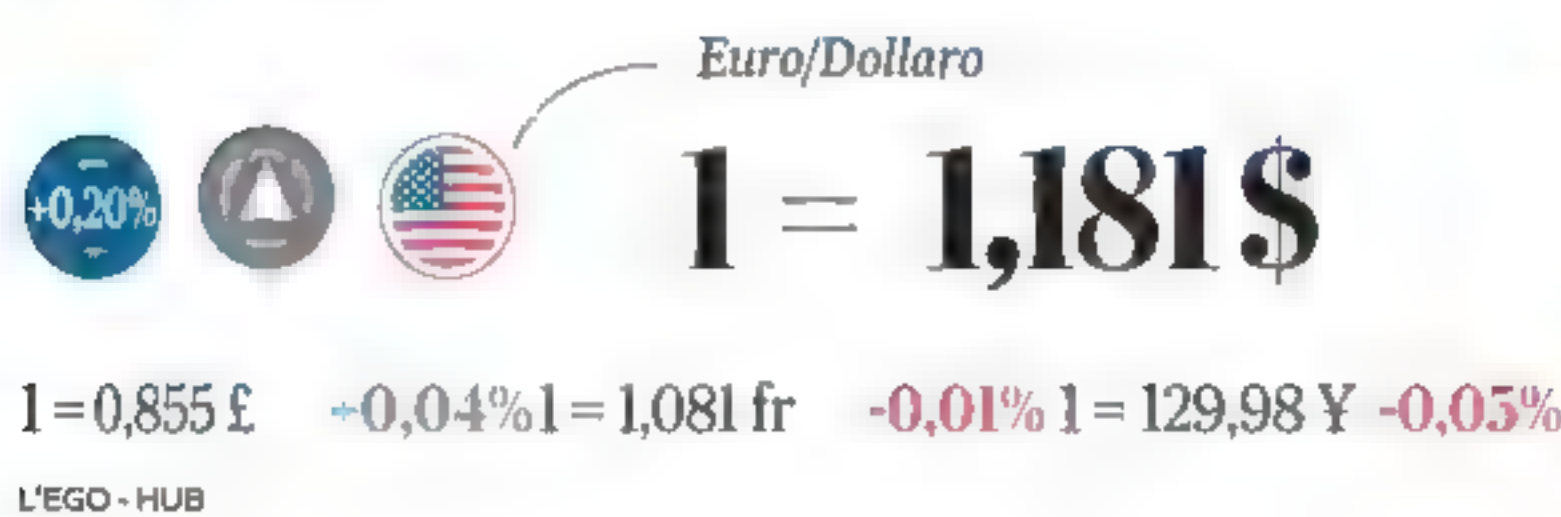 Euro/Dollaro
+0,20%
1 = 1,181 $
1 = 0,855 £ +0,04% 1 = 1,081 fr -0,01% 1 = 129,98 ¥ -0,03%
L'EGO - HUB